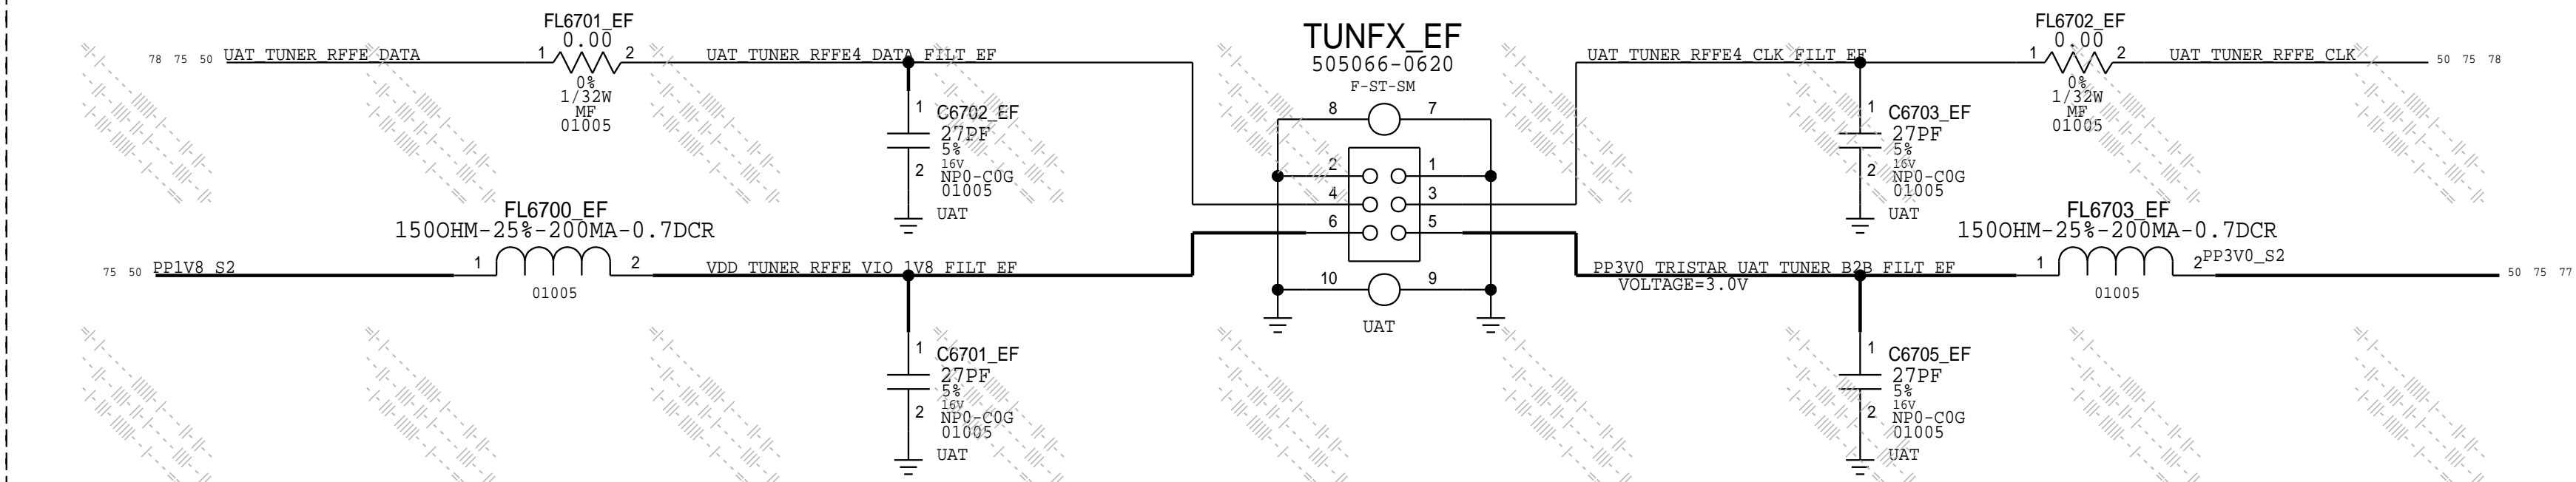 FL6701_EF
0.00
78 75 50 UAT_TUNER_RFFE_DATA 1 2 UAT_TUNER_RFFE4_DATA_FILT_EF
0%
1/32W
MF
01005
1 C6702_EF
27PF
5%
16V
2 NP0-C0G
01005
UAT
FL6700_EF
150OHM-25%-200MA-0.7DCR
75 50 PP1V8_S2 1 2 VDD_TUNER_RFFE_VIO_1V8_FILT_EF
01005
1 C6701_EF
27PF
5%
16V
2 NP0-C0G
01005
UAT
TUNFX_EF
505066-0620
F-ST-SM
8 7
2 1
4 3
6 5
10 9
UAT
FL6702_EF
0.00
UAT_TUNER_RFFE4_CLK_FILT_EF 1 2 UAT_TUNER_RFFE_CLK 50 75 78
0%
1/32W
MF
01005
1 C6703_EF
27PF
5%
16V
2 NP0-C0G
01005
UAT
FL6703_EF
150OHM-25%-200MA-0.7DCR
PP3V0_TRISTAR_UAT_TUNER_B2B_FILT_EF 1 2 PP3V0_S2 50 75 77
VOLTAGE=3.0V
01005
1 C6705_EF
27PF
5%
16V
2 NP0-C0G
01005
UAT